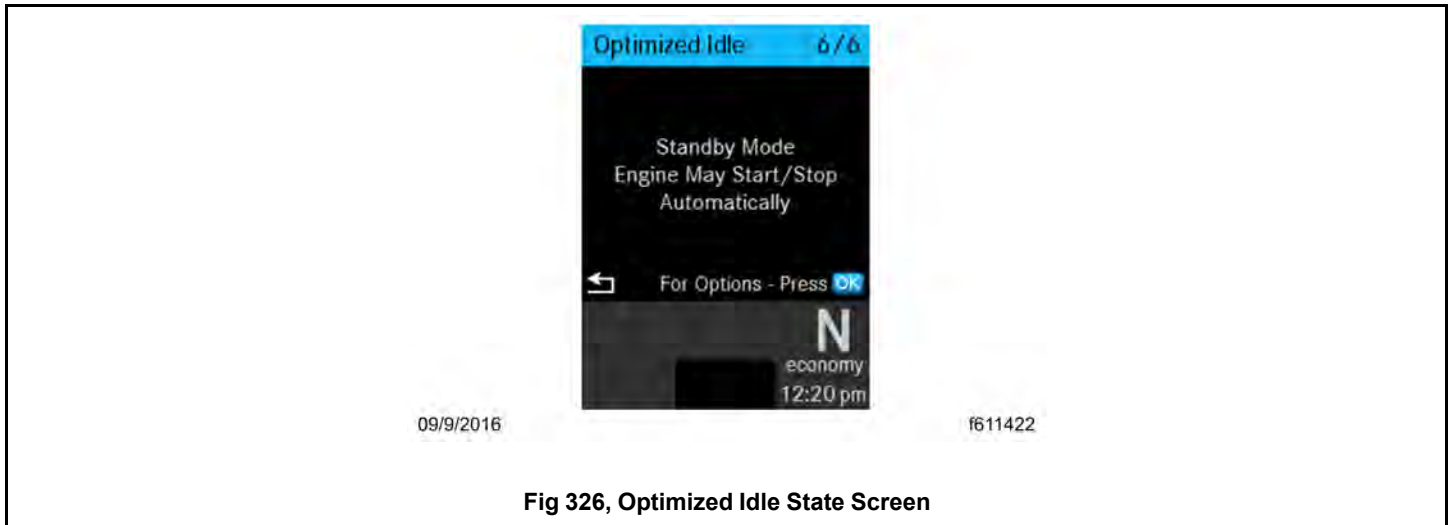 Optimized Idle 6/6
Standby Mode
Engine May Start/Stop
Automatically
For Options - Press OK
N
economy
12:20 pm
09/9/2016 f611422
Fig 326, Optimized Idle State Screen